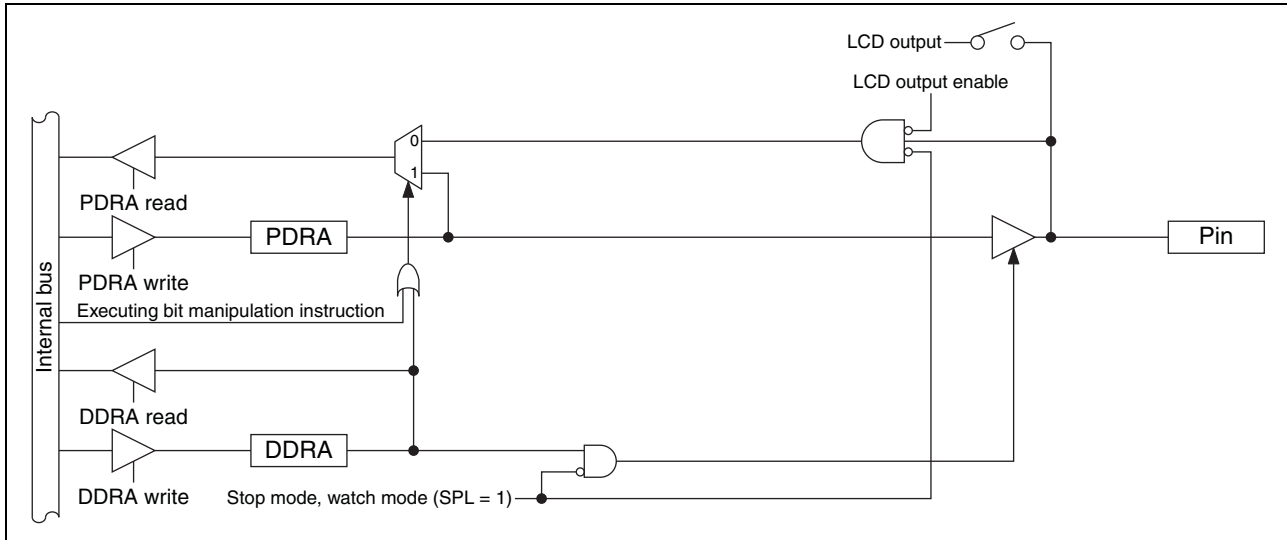 LCD output
LCD output enable
0
1
PDRA read
PDRA
Pin
PDRA write
Executing bit manipulation instruction
Internal bus
DDRA read
DDRA
DDRA write
Stop mode, watch mode (SPL = 1)